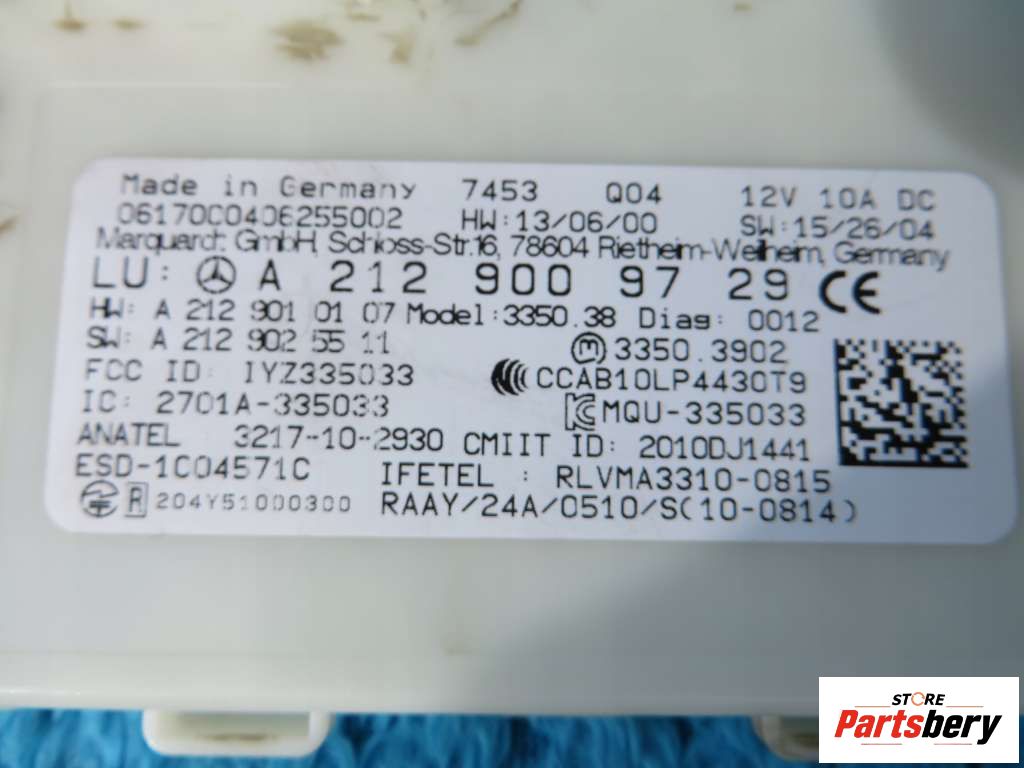 Made in Germany 7453 Q04 12V 10A DC
06170C0406255002 HW:13/06/00 SW:15/26/04
Marquardt GmbH, Schloss-Str.16, 78604 Rietheim-Weilheim, Germany
LU: A 212 900 97 29 CE
HW: A 212 901 01 07 Model:3350.38 Diag: 0012
SW: A 212 902 55 11 3350.3902
FCC ID: IYZ335033 CCAB10LP4430T9
IC: 2701A-335033 MQU-335033
ANATEL 3217-10-2930 CMIIT ID: 2010DJ1441
ESD-1C04571C IFETEL: RLVMA3310-0815
R 204Y51000300 RAAY/24A/0510/S(10-0814)
STORE
Partsbery